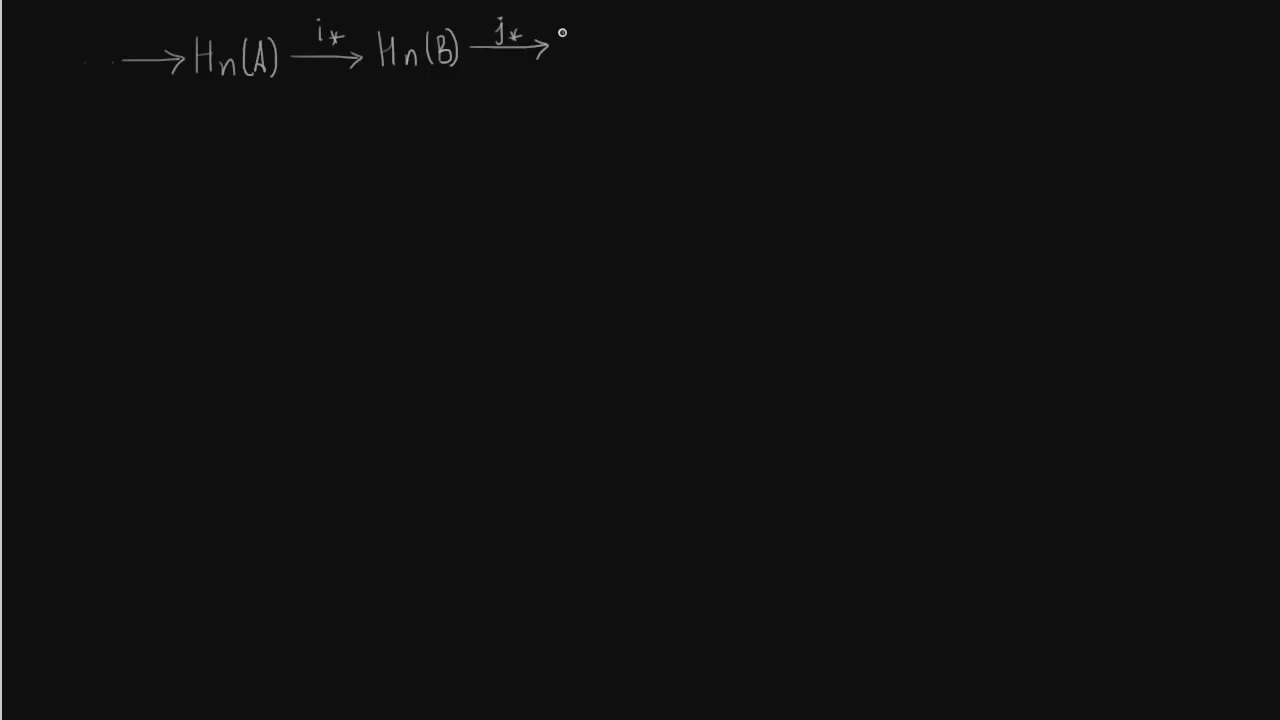 .. → Hn(A) i* → Hn(B) j* →